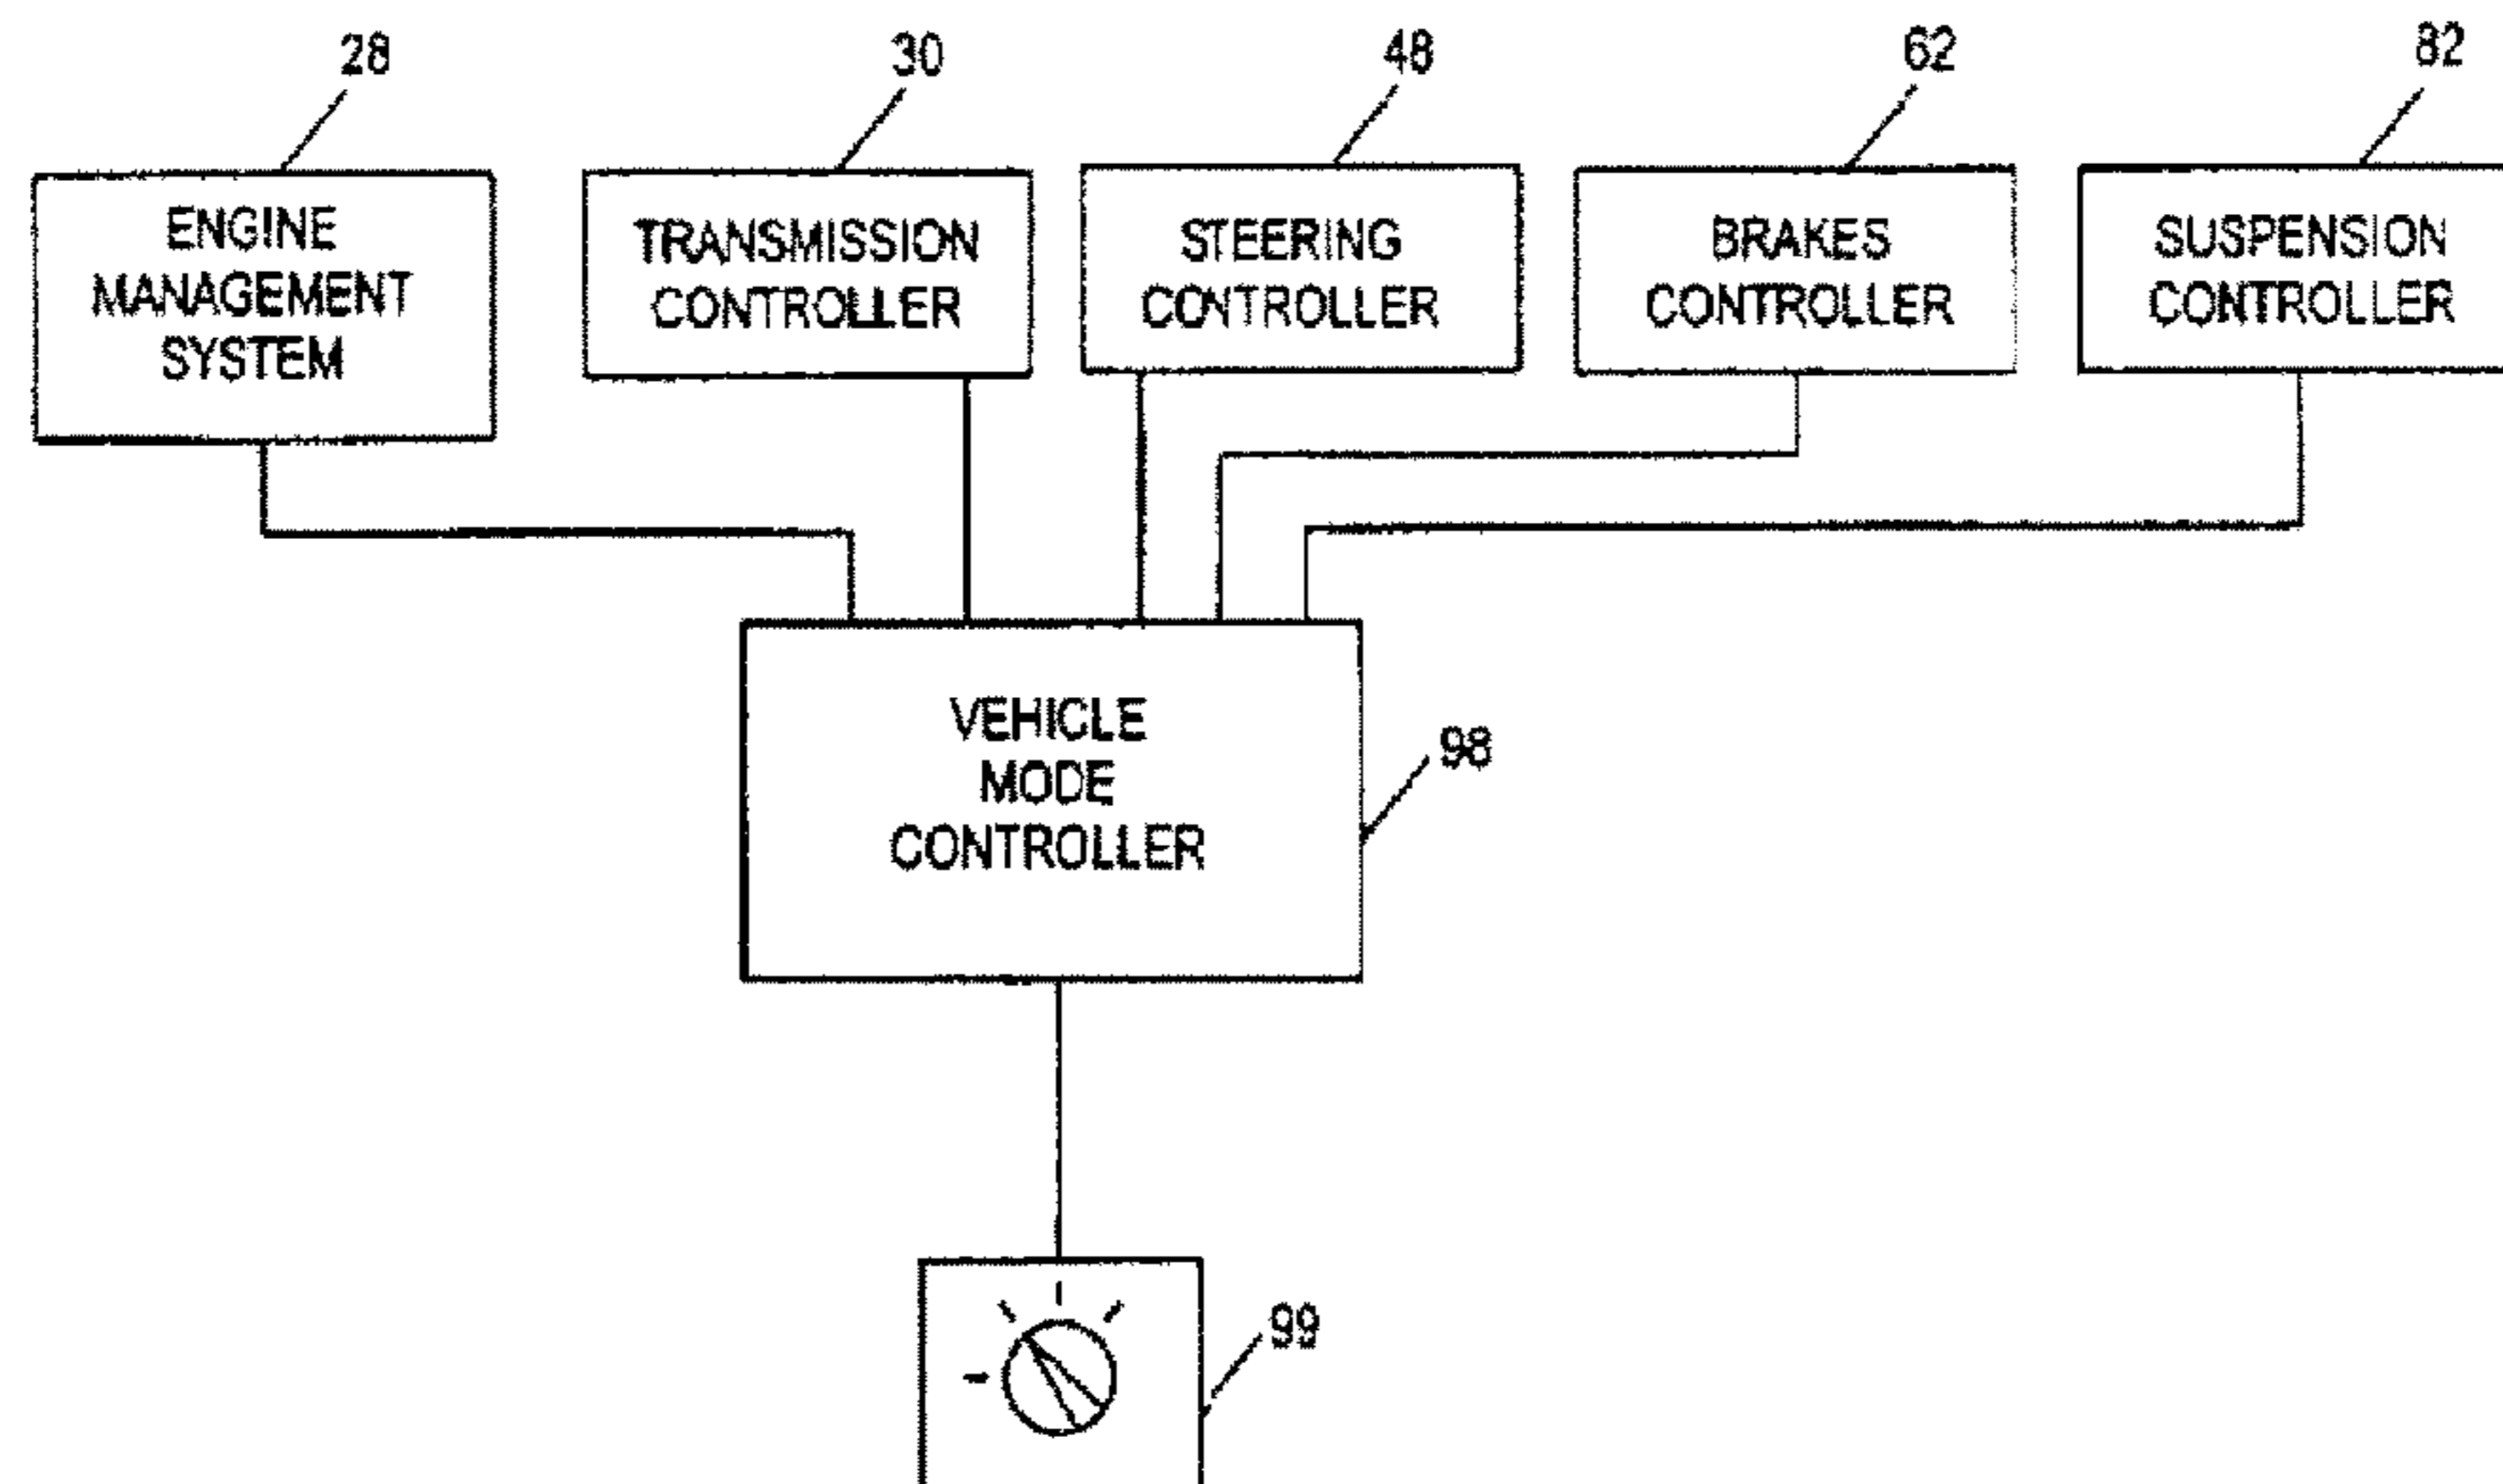 28
30
48
62
82
ENGINE
MANAGEMENT
SYSTEM
TRANSMISSION
CONTROLLER
STEERING
CONTROLLER
BRAKES
CONTROLLER
SUSPENSION
CONTROLLER
VEHICLE
MODE
CONTROLLER
98
99